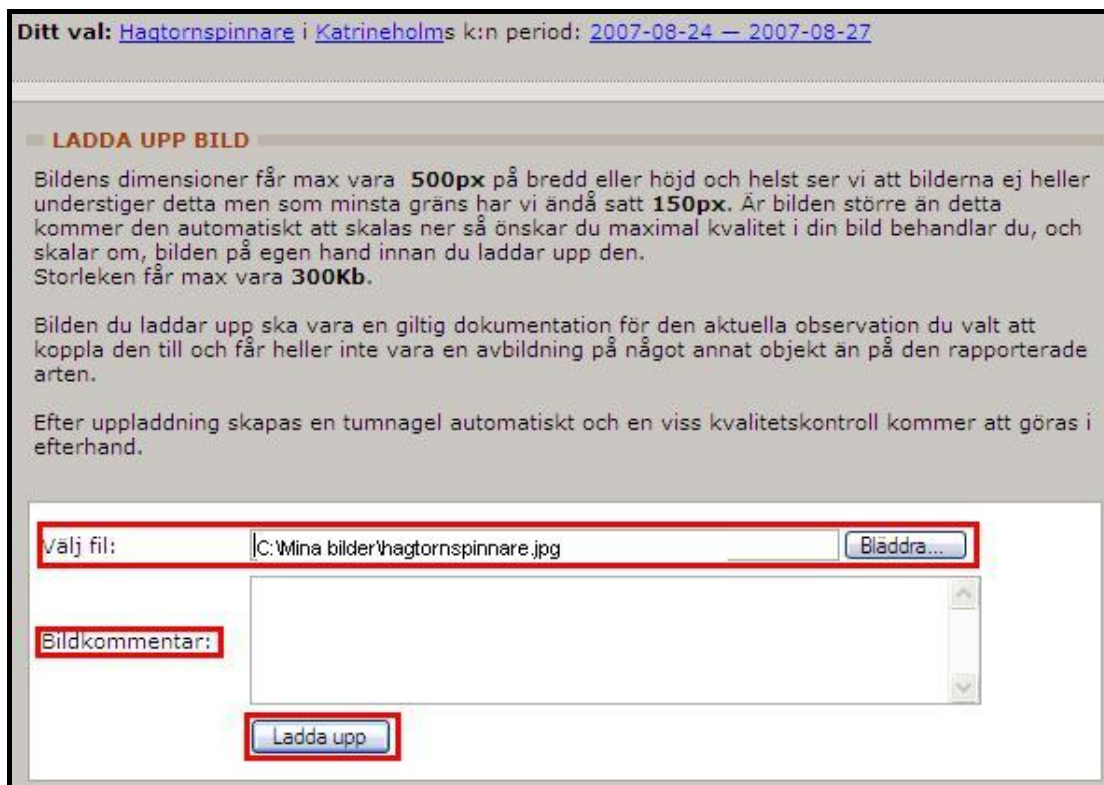 Ditt val: Hagtornspinnare i Katrineholms k:n period: 2007-08-24 — 2007-08-27
LADDA UPP BILD
Bildens dimensioner får max vara 500px på bredd eller höjd och helst ser vi att bilderna ej heller
understiger detta men som minsta gräns har vi ändå satt 150px. Är bilden större än detta
kommer den automatiskt att skalas ner så önskar du maximal kvalitet i din bild behandlar du, och
skalar om, bilden på egen hand innan du laddar upp den.
Storleken får max vara 300Kb.
Bilden du laddar upp ska vara en giltig dokumentation för den aktuella observation du valt att
koppla den till och får heller inte vara en avbildning på något annat objekt än på den rapporterade
arten.
Efter uppladdning skapas en tumnagel automatiskt och en viss kvalitetskontroll kommer att göras i
efterhand.
Välj fil: C:\Mina bilder\hagtornspinnare.jpg Bläddra...
Bildkommentar:
Ladda upp